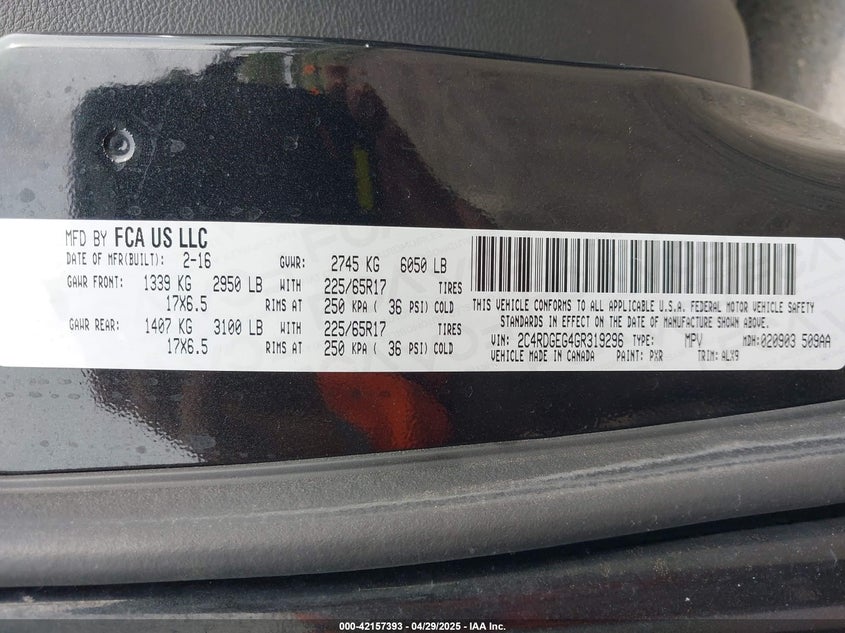 MFD BY FCA US LLC
DATE OF MFR(BUILT): 2-16 GVWR: 2745 KG 6050 LB
GAWR FRONT: 1339 KG 2950 LB WITH 225/65R17 TIRES
17X6.5 RIMS AT 250 KPA ( 36 PSI) COLD
GAWR REAR: 1407 KG 3100 LB WITH 225/65R17 TIRES
17X6.5 RIMS AT 250 KPA ( 36 PSI) COLD
THIS VEHICLE CONFORMS TO ALL APPLICABLE U.S.A. FEDERAL MOTOR VEHICLE SAFETY
STANDARDS IN EFFECT ON THE DATE OF MANUFACTURE SHOWN ABOVE.
VIN: 2C4RDGEG4GR319296 TYPE: MPV MDH:020903 509AA
VEHICLE MADE IN CANADA PAINT: PXR TRIM: ALX9
000-42157393 - 04/29/2025 - IAA Inc.